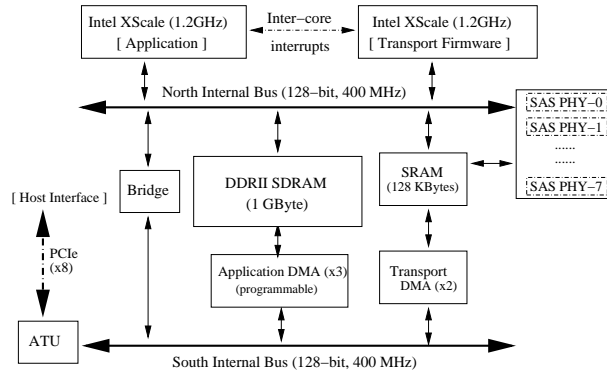 Intel XScale (1.2GHz)
[ Application ]
Inter−core
interrupts
Intel XScale (1.2GHz)
[ Transport Firmware ]
North Internal Bus (128−bit, 400 MHz)
SAS PHY−0
SAS PHY−1
......
......
SAS PHY−7
[ Host Interface ]
Bridge
DDRII SDRAM
(1 GByte)
SRAM
(128 KBytes)
PCIe
(x8)
Application DMA (x3)
(programmable)
Transport
DMA (x2)
ATU
South Internal Bus (128−bit, 400 MHz)